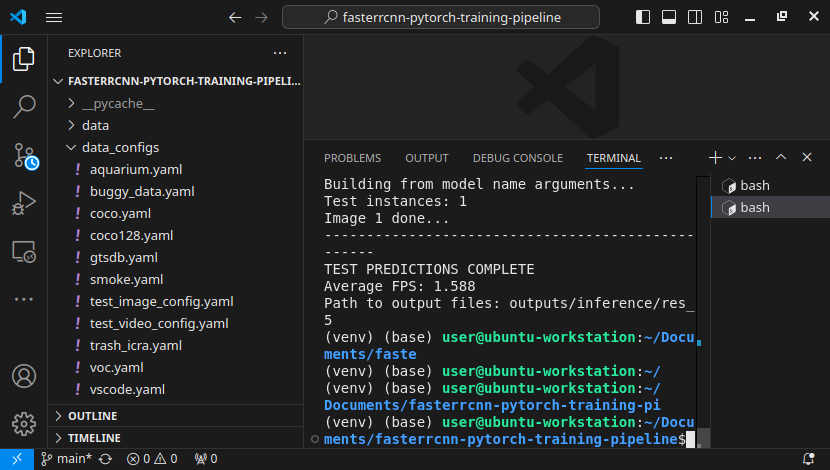 fasterrcnn-pytorch-training-pipeline
EXPLORER
FASTERRCNN-PYTORCH-TRAINING-PIPELI...
__pycache__
data
data_configs
! aquarium.yaml
! buggy_data.yaml
! coco.yaml
! coco128.yaml
! gtsdb.yaml
! smoke.yaml
! test_image_config.yaml
! test_video_config.yaml
! trash_icra.yaml
! voc.yaml
! vscode.yaml
OUTLINE
TIMELINE
PROBLEMS OUTPUT DEBUG CONSOLE TERMINAL
Building from model name arguments...
Test instances: 1
Image 1 done...
--------------------------------------------
------
TEST PREDICTIONS COMPLETE
Average FPS: 1.588
Path to output files: outputs/inference/res_
5
(venv) (base) user@ubuntu-workstation:~/Docu
ments/faste
(venv) (base) user@ubuntu-workstation:~/
(venv) (base) user@ubuntu-workstation:~/
Documents/fasterrcnn-pytorch-training-pi
(venv) (base) user@ubuntu-workstation:~/Docu
ments/fasterrcnn-pytorch-training-pipeline$
bash
bash
main* 0 0 0